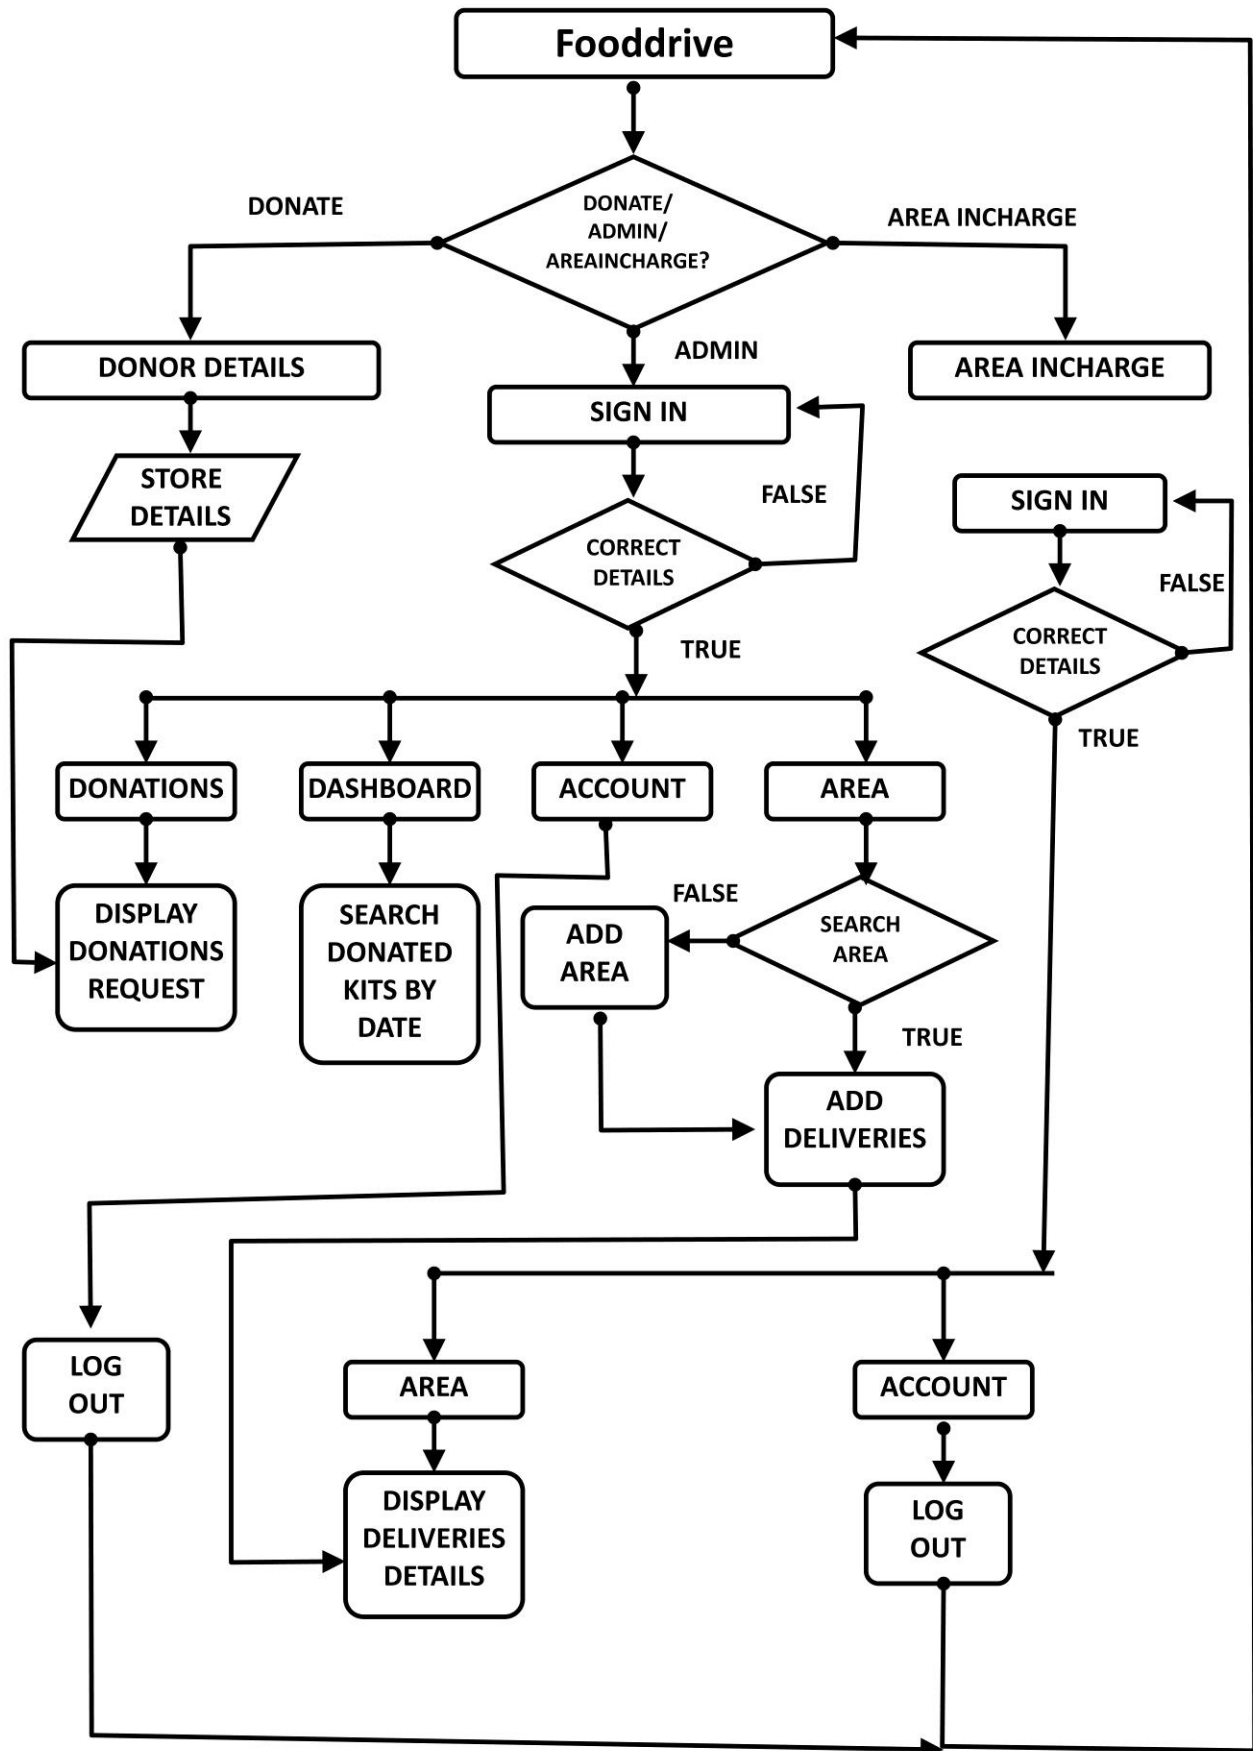 Fooddrive
DONATE
DONATE/
ADMIN/
AREAINCHARGE?
AREA INCHARGE
DONOR DETAILS
ADMIN
AREA INCHARGE
SIGN IN
STORE
DETAILS
FALSE
SIGN IN
CORRECT
DETAILS
FALSE
CORRECT
DETAILS
TRUE
TRUE
DONATIONS
DASHBOARD
ACCOUNT
AREA
DISPLAY
DONATIONS
REQUEST
SEARCH
DONATED
KITS BY
DATE
FALSE
ADD
AREA
SEARCH
AREA
TRUE
ADD
DELIVERIES
LOG
OUT
AREA
ACCOUNT
DISPLAY
DELIVERIES
DETAILS
LOG
OUT